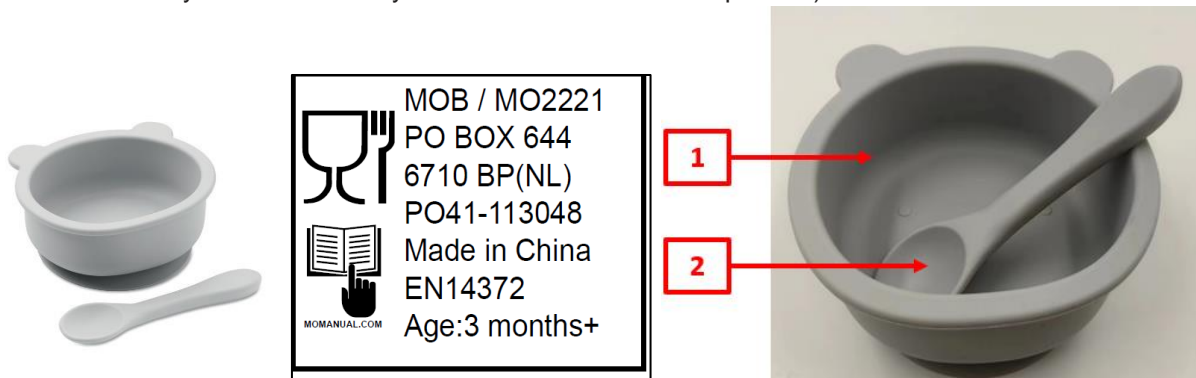 MOB / MO2221
PO BOX 644
6710 BP(NL)
PO41-113048
Made in China
EN14372
Age:3 months+
MOMANUAL.COM
1
2